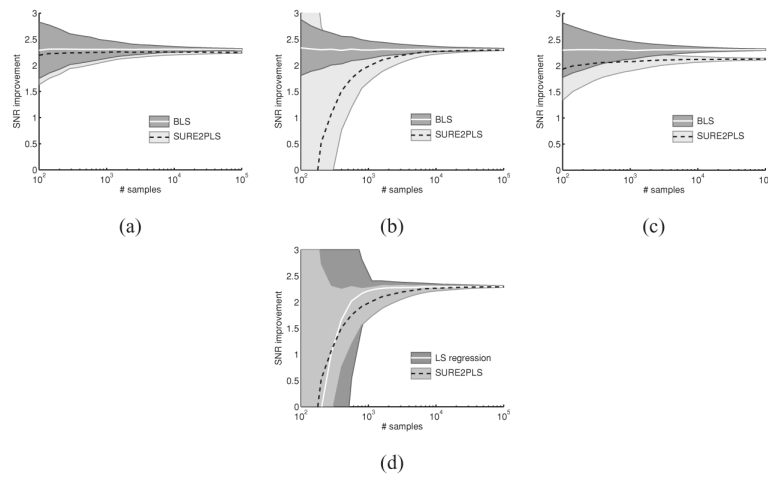 3
2.5
2
1.5
1
0.5
0
SNR improvement
BLS
SURE2PLS
10^2 10^3 10^4 10^5
# samples
(a)
3
2.5
2
1.5
1
0.5
0
SNR improvement
BLS
SURE2PLS
10^2 10^3 10^4 10^5
# samples
(b)
3
2.5
2
1.5
1
0.5
0
SNR improvement
BLS
SURE2PLS
10^2 10^3 10^4 10
# samples
(c)
3
2.5
2
1.5
1
0.5
0
SNR improvement
LS regression
SURE2PLS
10^2 10^3 10^4 10^5
# samples
(d)